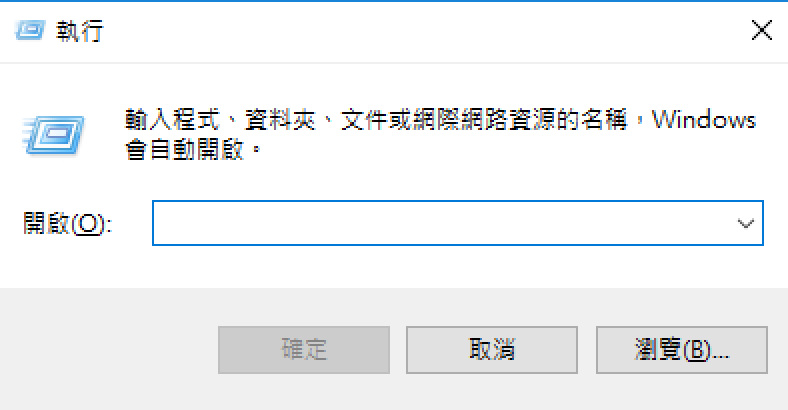 執行
輸入程式、資料夾、文件或網際網路資源的名稱，Windows
會自動開啟。
開啟(O):
確定
取消
瀏覽(B)...